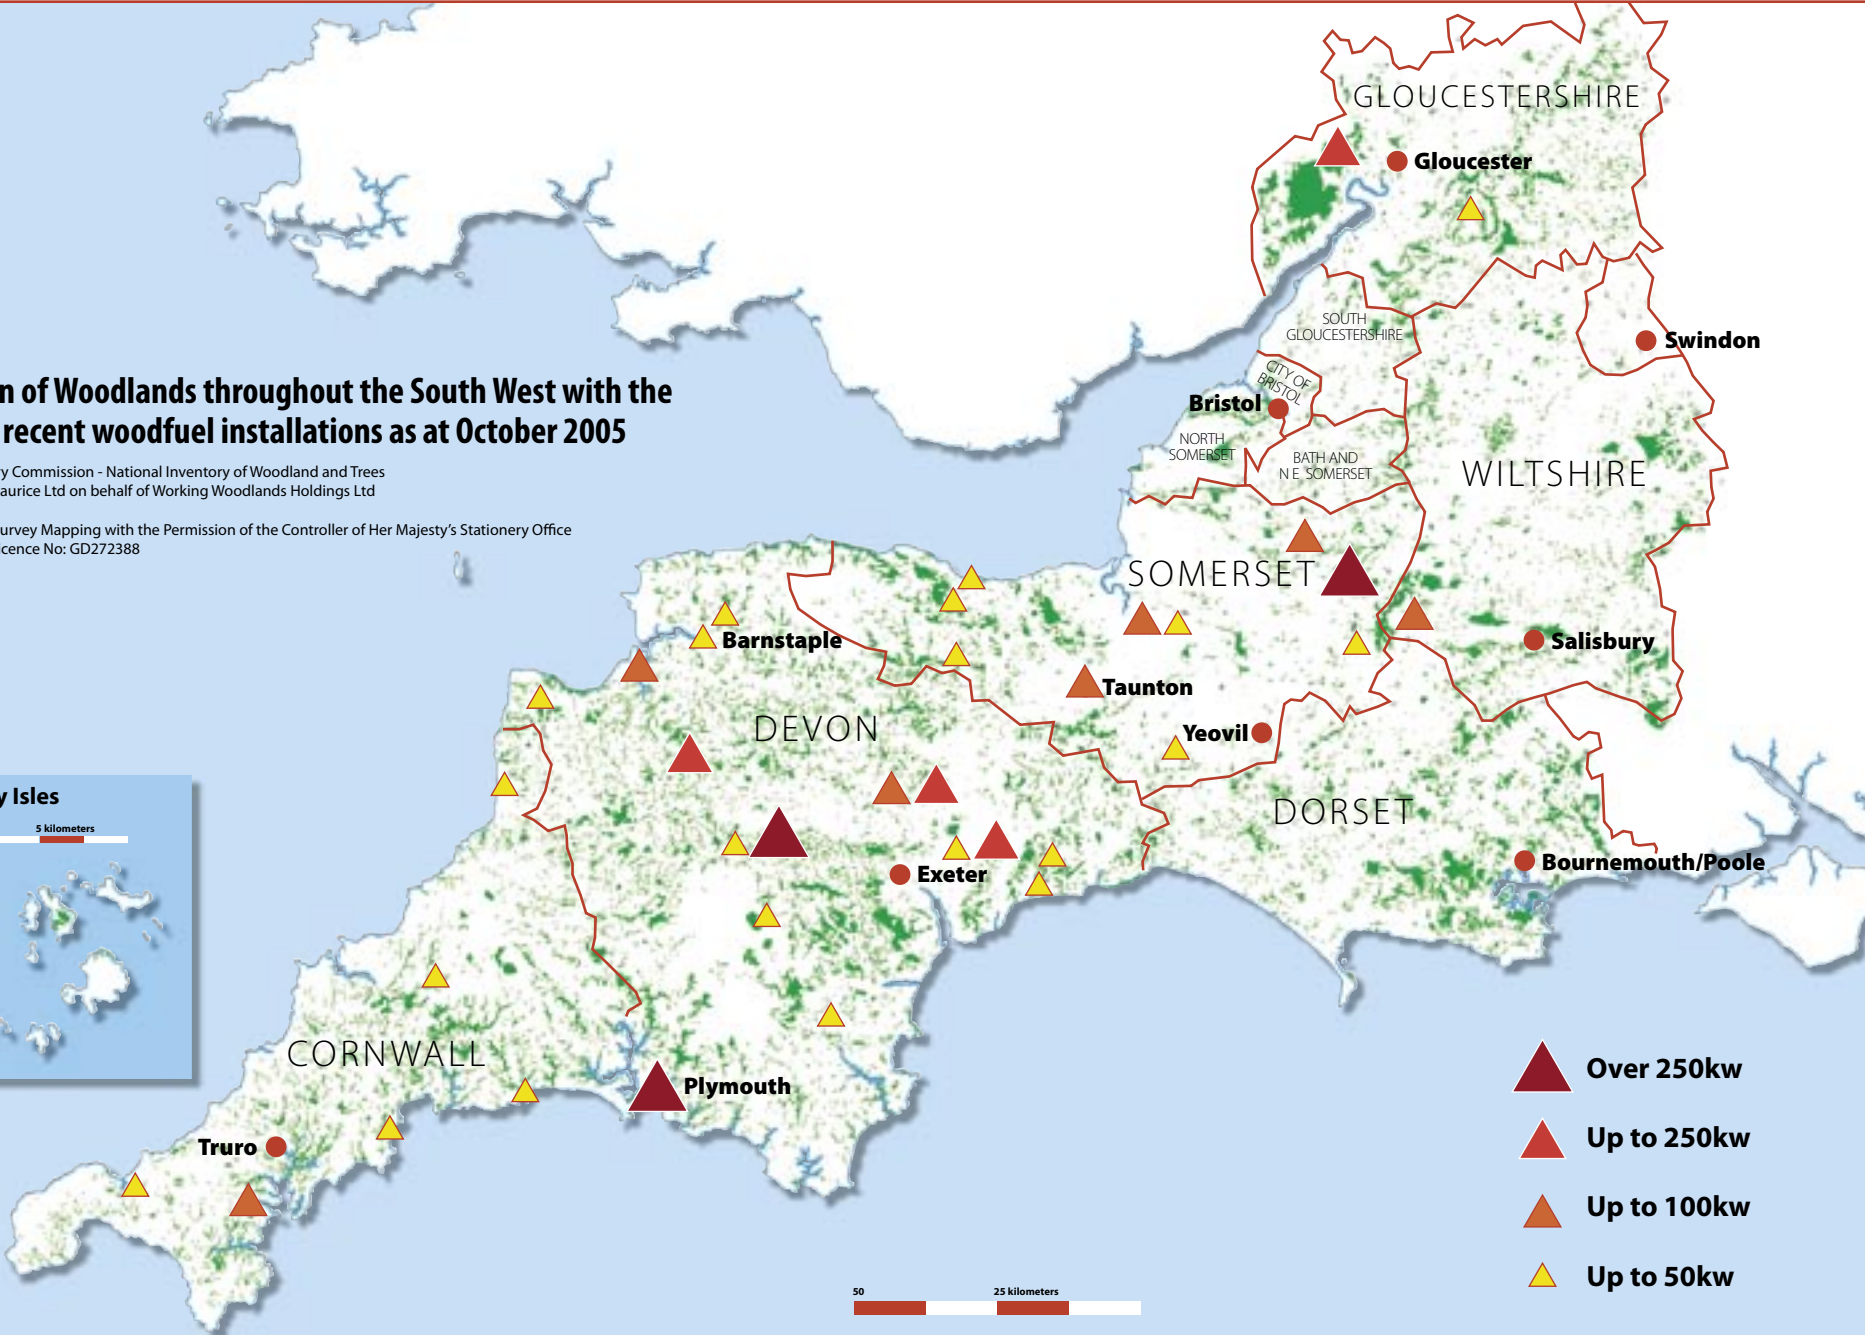 GLOUCESTERSHIRE
Gloucester
SOUTH
GLOUCESTERSHIRE
Swindon
CITY OF
BRISTOL
Bristol
n of Woodlands throughout the South West with the
recent woodfuel installations as at October 2005
NORTH
SOMERSET
BATH AND
N E SOMERSET
WILTSHIRE
y Commission - National Inventory of Woodland and Trees
aurice Ltd on behalf of Working Woodlands Holdings Ltd
urvey Mapping with the Permission of the Controller of Her Majesty's Stationery Office
icence No: GD272388
SOMERSET
Barnstaple
Salisbury
Taunton
DEVON
Yeovil
y Isles
5 kilometers
DORSET
Bournemouth/Poole
Exeter
CORNWALL
Plymouth
Truro
Over 250kw
Up to 250kw
Up to 100kw
Up to 50kw
50
25 kilometers